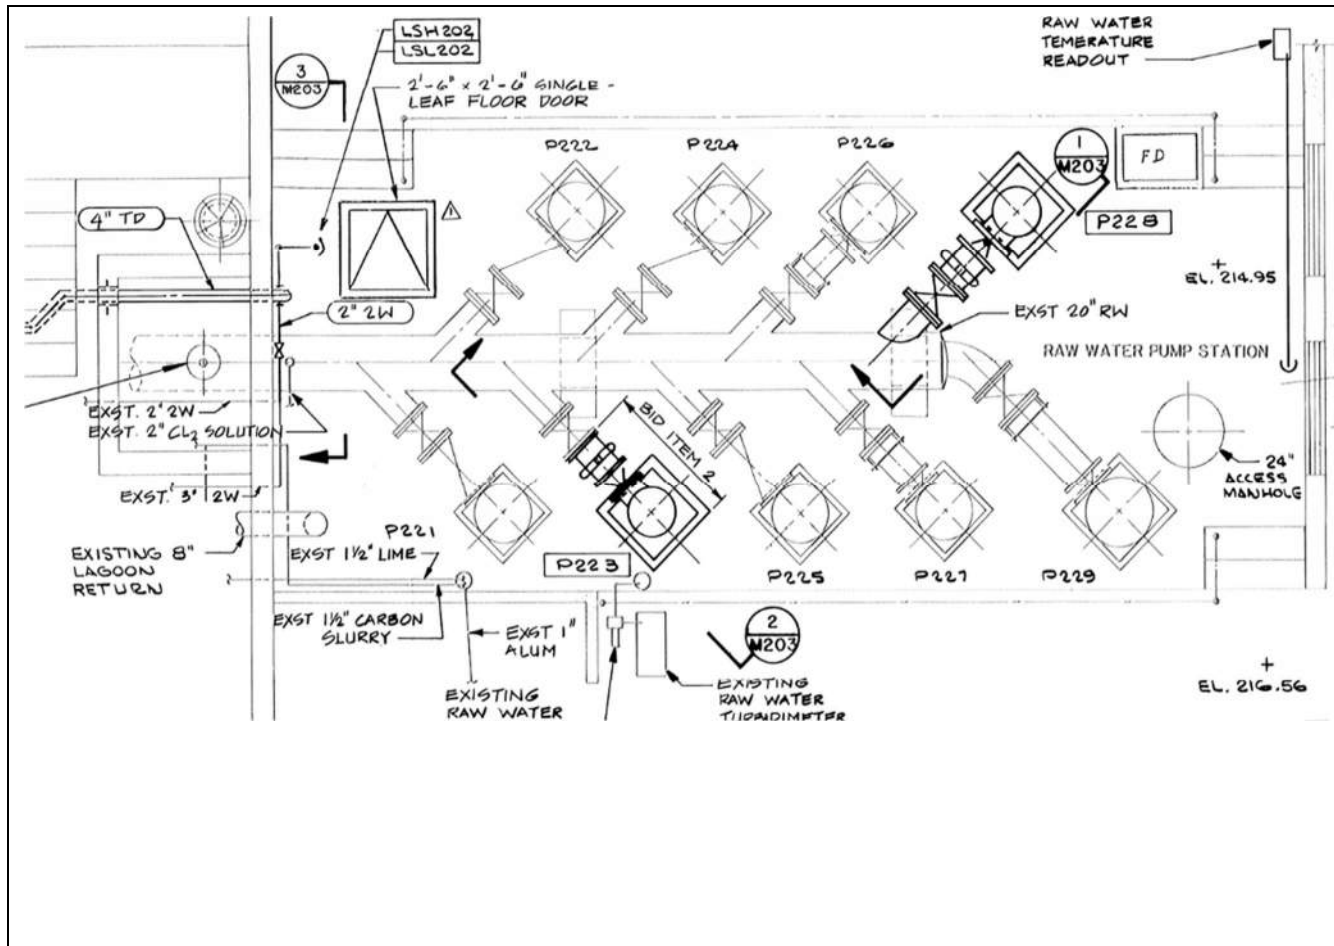 LSH202
LSL202
3
M203
2'-6" x 2'-6" SINGLE-
LEAF FLOOR DOOR
RAW WATER
TEMERATURE
READOUT
P222
P224
P226
1
M203
FD
P228
4" TD
1
2" 2W
EL. 214.95
EXST 20" RW
RAW WATER PUMP STATION
EXST. 2" 2W
EXST. 2" CL2 SOLUTION
BID ITEM 2
24"
ACCESS
MANHOLE
EXST. 3" 2W
P221
EXISTING 8"
LAGOON
RETURN
EXST 1½" LIME
P223
P225
P227
P229
EXST 1½" CARBON
SLURRY
EXST 1"
ALUM
2
M203
EXISTING
RAW WATER
EXISTING
RAW WATER
TURBIDIMETER
EL. 216.56